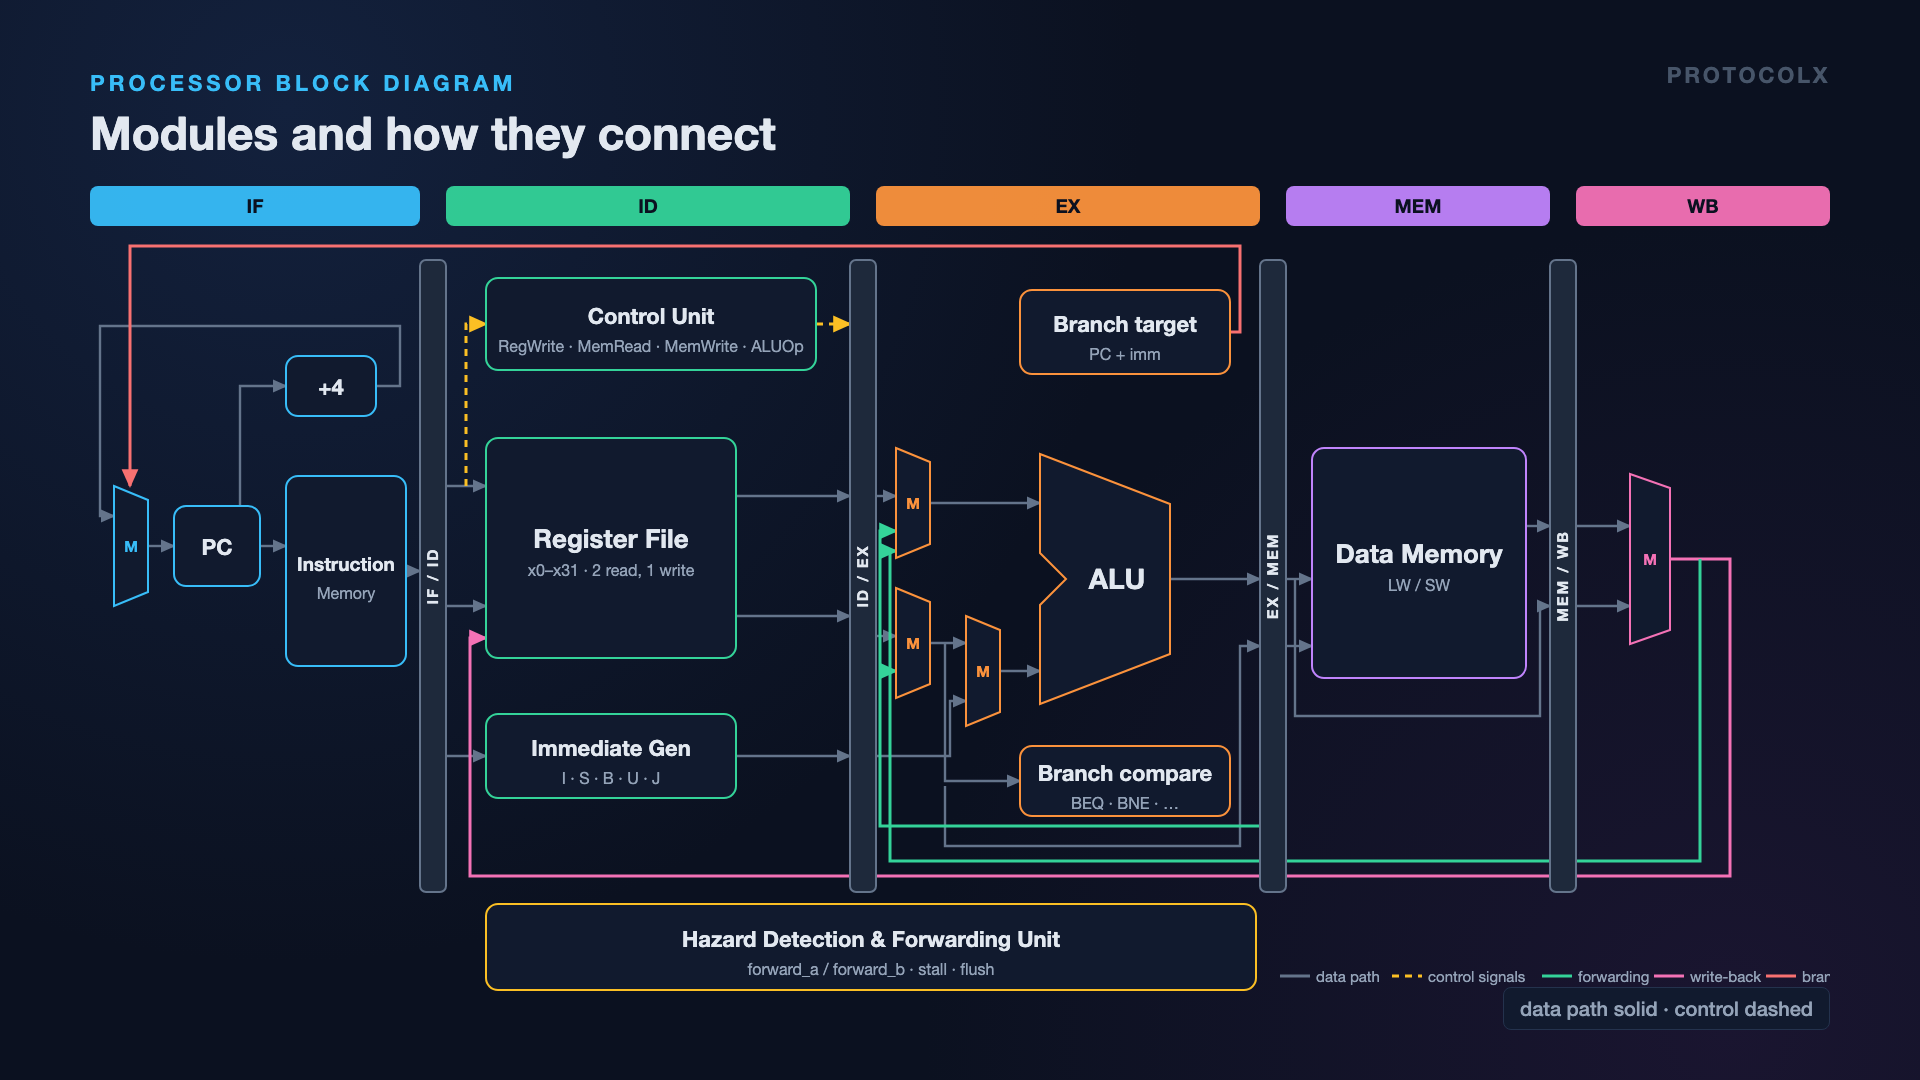 PROCESSOR BLOCK DIAGRAM
PROTOCOLX
Modules and how they connect
IF
ID
EX
MEM
WB
Control Unit
RegWrite · MemRead · MemWrite · ALUOp
Branch target
PC + imm
+4
M
PC
Instruction
Memory
IF / ID
Register File
x0–x31 · 2 read, 1 write
Immediate Gen
I · S · B · U · J
ID / EX
M
M
M
ALU
Branch compare
BEQ · BNE · …
EX / MEM
Data Memory
LW / SW
MEM / WB
M
Hazard Detection & Forwarding Unit
forward_a / forward_b · stall · flush
data path
control signals
forwarding
write-back
bran
data path solid · control dashed